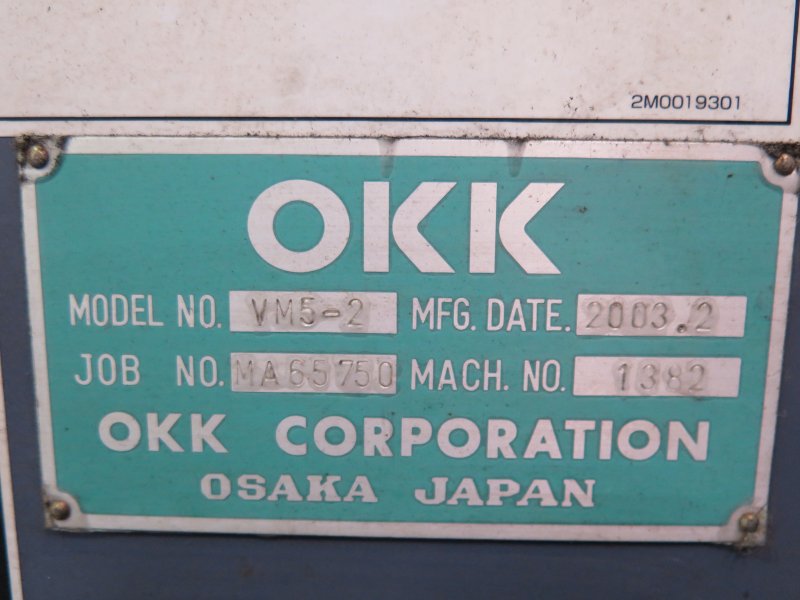 2M0019301
OKK
MODEL NO. VM5-2 MFG. DATE. 2003.2
JOB NO. MA65750 MACH. NO. 1382
OKK CORPORATION
OSAKA JAPAN